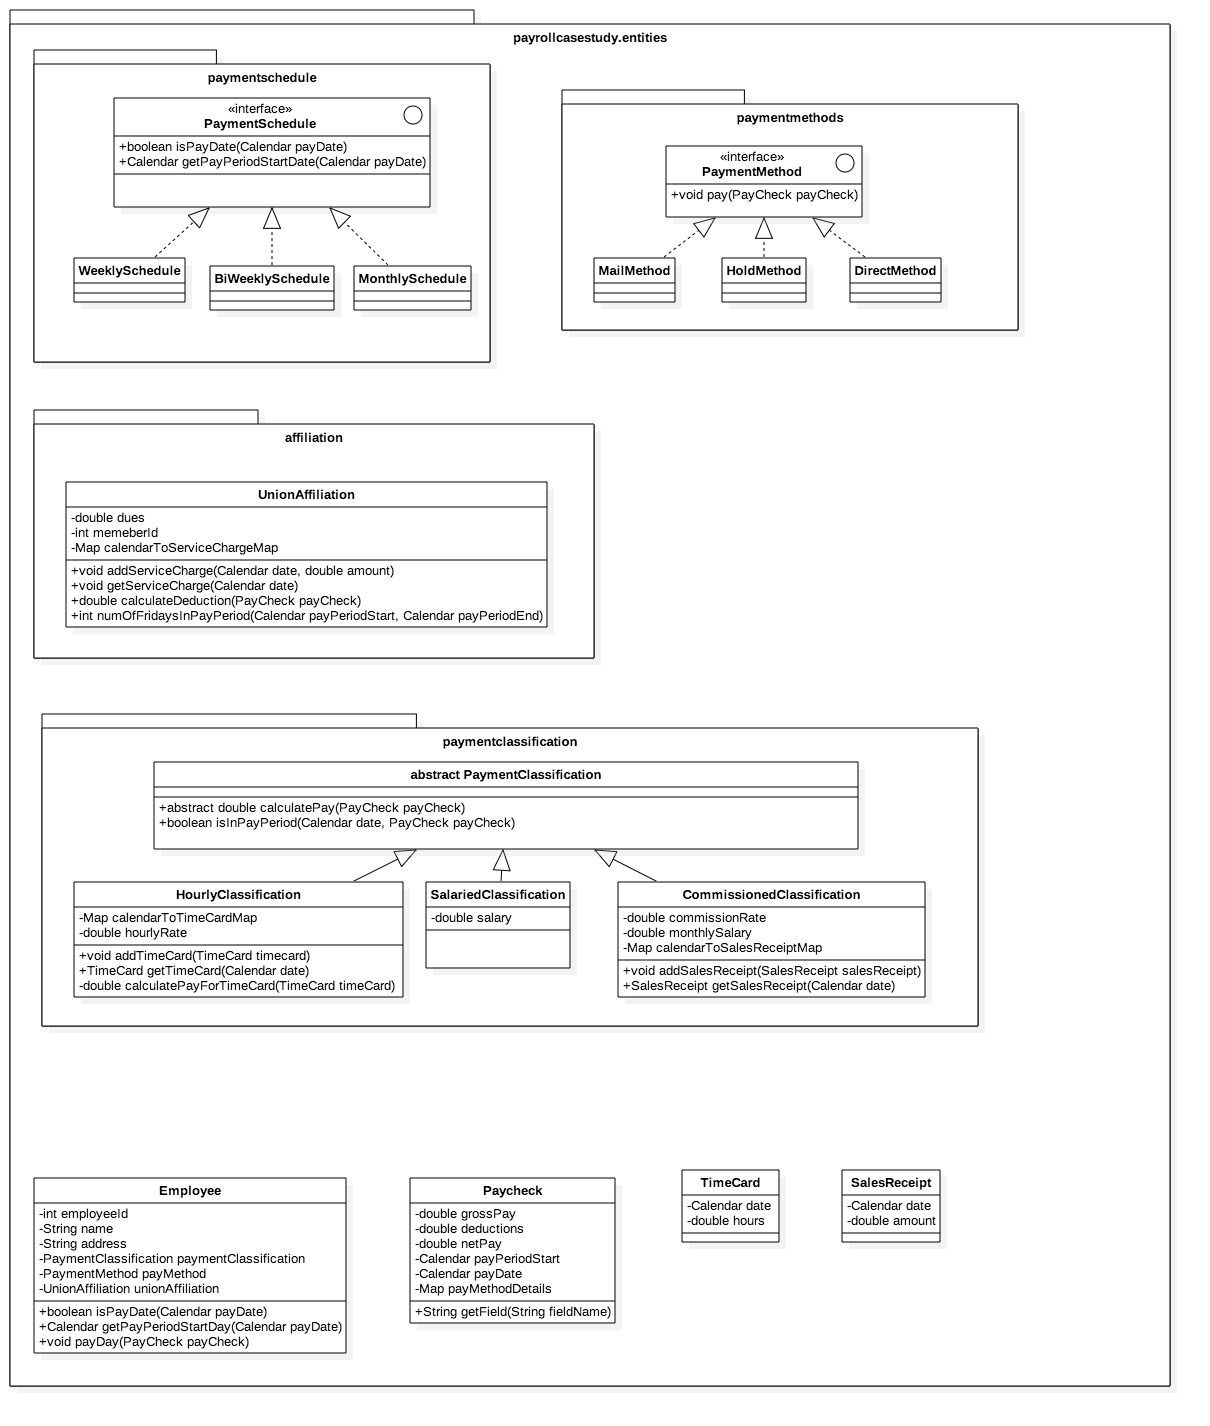 payrollcasestudy.entities
paymentschedule
«interface»
PaymentSchedule
+boolean isPayDate(Calendar payDate)
+Calendar getPayPeriodStartDate(Calendar payDate)
WeeklySchedule
BiWeeklySchedule
MonthlySchedule
paymentmethods
«interface»
PaymentMethod
+void pay(PayCheck payCheck)
MailMethod
HoldMethod
DirectMethod
affiliation
UnionAffiliation
-double dues
-int memeberId
-Map calendarToServiceChargeMap
+void addServiceCharge(Calendar date, double amount)
+void getServiceCharge(Calendar date)
+double calculateDeduction(PayCheck payCheck)
+int numOfFridaysInPayPeriod(Calendar payPeriodStart, Calendar payPeriodEnd)
paymentclassification
abstract PaymentClassification
+abstract double calculatePay(PayCheck payCheck)
+boolean isInPayPeriod(Calendar date, PayCheck payCheck)
HourlyClassification
-Map calendarToTimeCardMap
-double hourlyRate
+void addTimeCard(TimeCard timecard)
+TimeCard getTimeCard(Calendar date)
-double calculatePayForTimeCard(TimeCard timeCard)
SalariedClassification
-double salary
CommissionedClassification
-double commissionRate
-double monthlySalary
-Map calendarToSalesReceiptMap
+void addSalesReceipt(SalesReceipt salesReceipt)
+SalesReceipt getSalesReceipt(Calendar date)
Employee
-int employeeId
-String name
-String address
-PaymentClassification paymentClassification
-PaymentMethod payMethod
-UnionAffiliation unionAffiliation
+boolean isPayDate(Calendar payDate)
+Calendar getPayPeriodStartDay(Calendar payDate)
+void payDay(PayCheck payCheck)
Paycheck
-double grossPay
-double deductions
-double netPay
-Calendar payPeriodStart
-Calendar payDate
-Map payMethodDetails
+String getField(String fieldName)
TimeCard
-Calendar date
-double hours
SalesReceipt
-Calendar date
-double amount